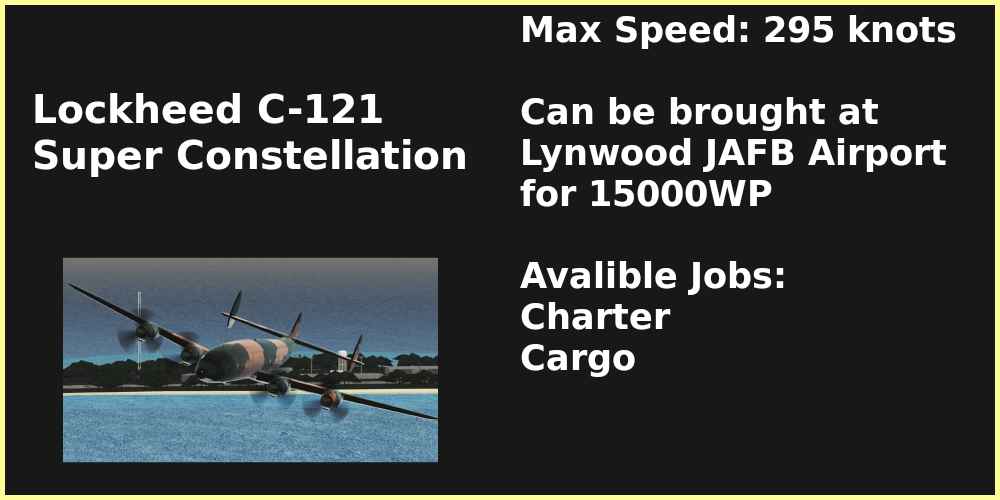 Lockheed C-121
Super Constellation
Max Speed: 295 knots
Can be brought at
Lynwood JAFB Airport
for 15000WP
Avalible Jobs:
Charter
Cargo